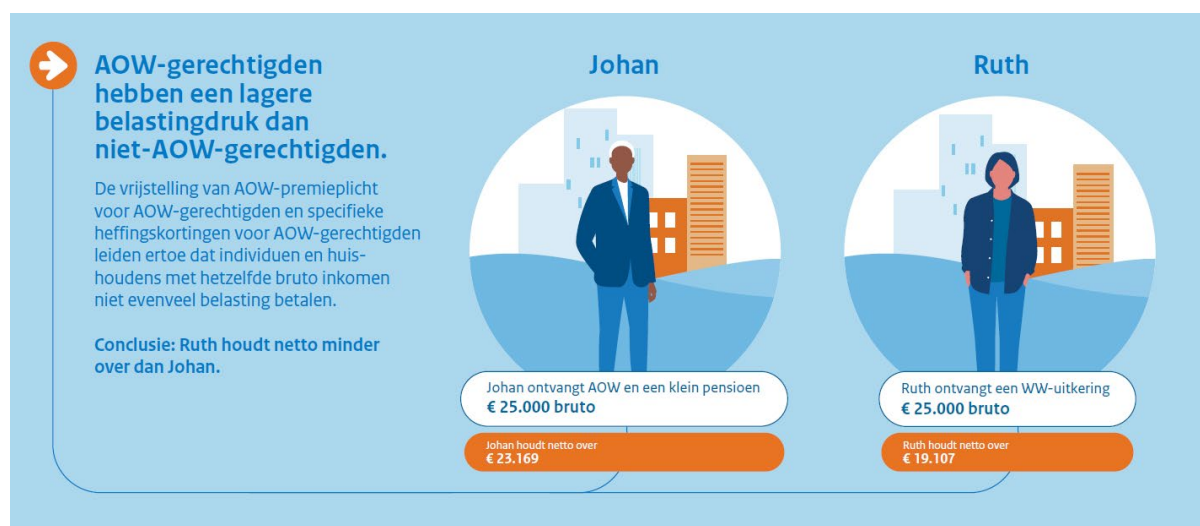 AOW-gerechtigden
hebben een lagere
belastingdruk dan
niet-AOW-gerechtigden.
De vrijstelling van AOW-premieplicht
voor AOW-gerechtigden en specifieke
heffingskortingen voor AOW-gerechtigden
leiden ertoe dat individuen en huis-
houdens met hetzelfde bruto inkomen
niet evenveel belasting betalen.
Conclusie: Ruth houdt netto minder
over dan Johan.
Johan
Johan ontvangt AOW en een klein pensioen
€ 25.000 bruto
Johan houdt netto over
€ 23.169
Ruth
Ruth ontvangt een WW-uitkering
€ 25.000 bruto
Ruth houdt netto over
€ 19.107